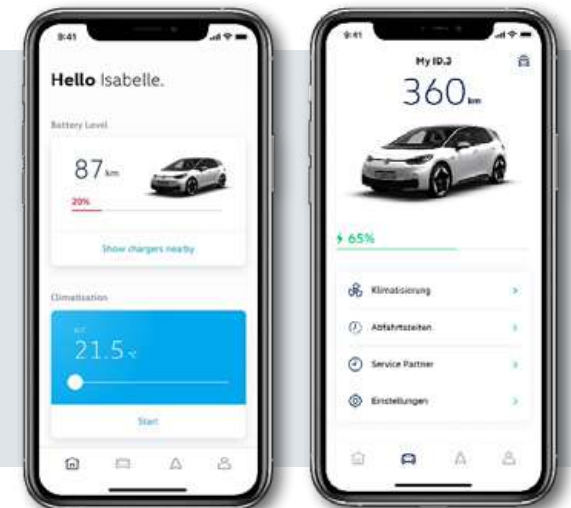 9:41
Hello Isabelle.
Battery Level
87 km
20%
Show chargers nearby
Climatisation
21.5 °C
Start
9:41
My ID.3
360 km
65%
Klimatisierung
Abfahrtszeiten
Service Partner
Einstellungen